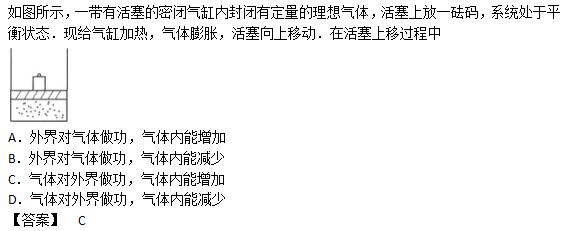 如图所示，一带有活塞的密闭气缸内封闭有定量的理想气体，活塞上放一砝码，系统处于平
衡状态．现给气缸加热，气体膨胀，活塞向上移动．在活塞上移过程中
A．外界对气体做功，气体内能增加
B．外界对气体做功，气体内能减少
C．气体对外界做功，气体内能增加
D．气体对外界做功，气体内能减少
【答案】 C